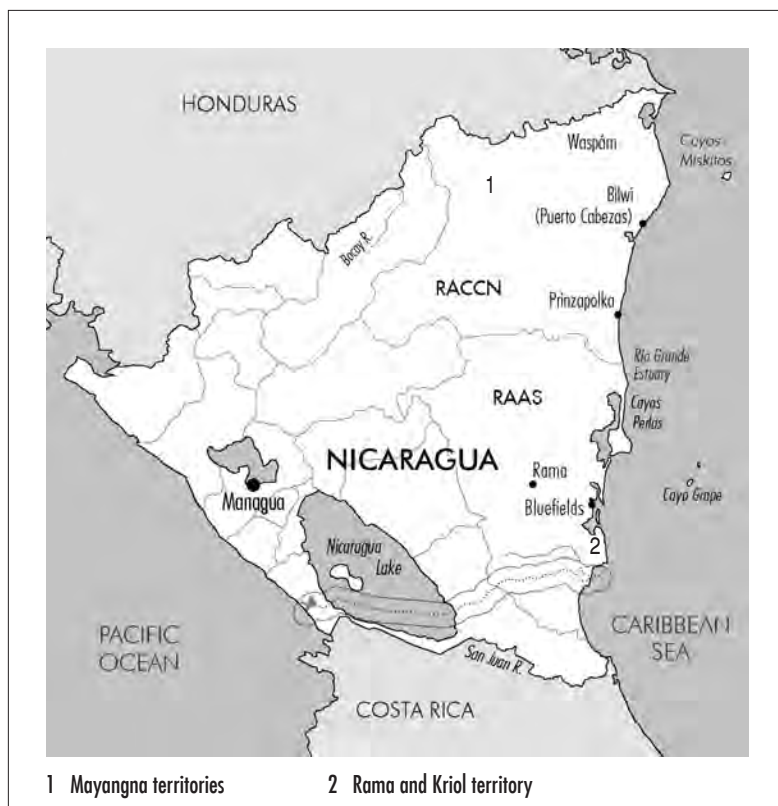 HONDURAS
Waspám
Cayos
Miskitos
1
Bilwi
(Puerto Cabezas)
Bocay R.
RACCN
Prinzapolka
Río Grande
Estuary
RAAS
Cayos
Perlas
NICARAGUA
Rama
Cayo Grape
Managua
Bluefields
2
Nicaragua
Lake
PACIFIC
OCEAN
CARIBBEAN
SEA
San Juan R.
COSTA RICA
1 Mayangna territories 2 Rama and Kriol territory